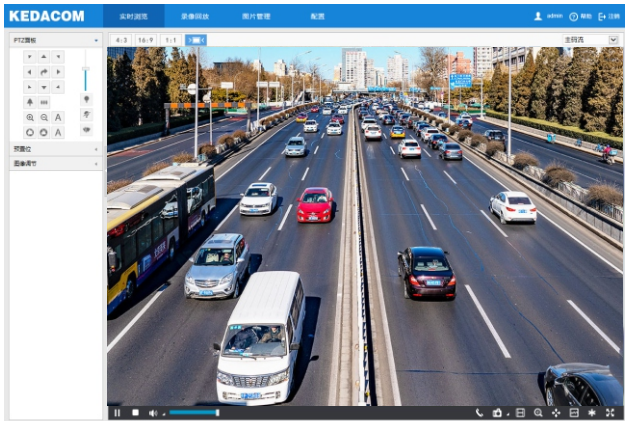 KEDACOM
实时浏览
录像回放
图片管理
配置
admin
帮助
注销
PTZ面板
4:3
16:9
1:1
主码流
A
A
预置位
图像调节